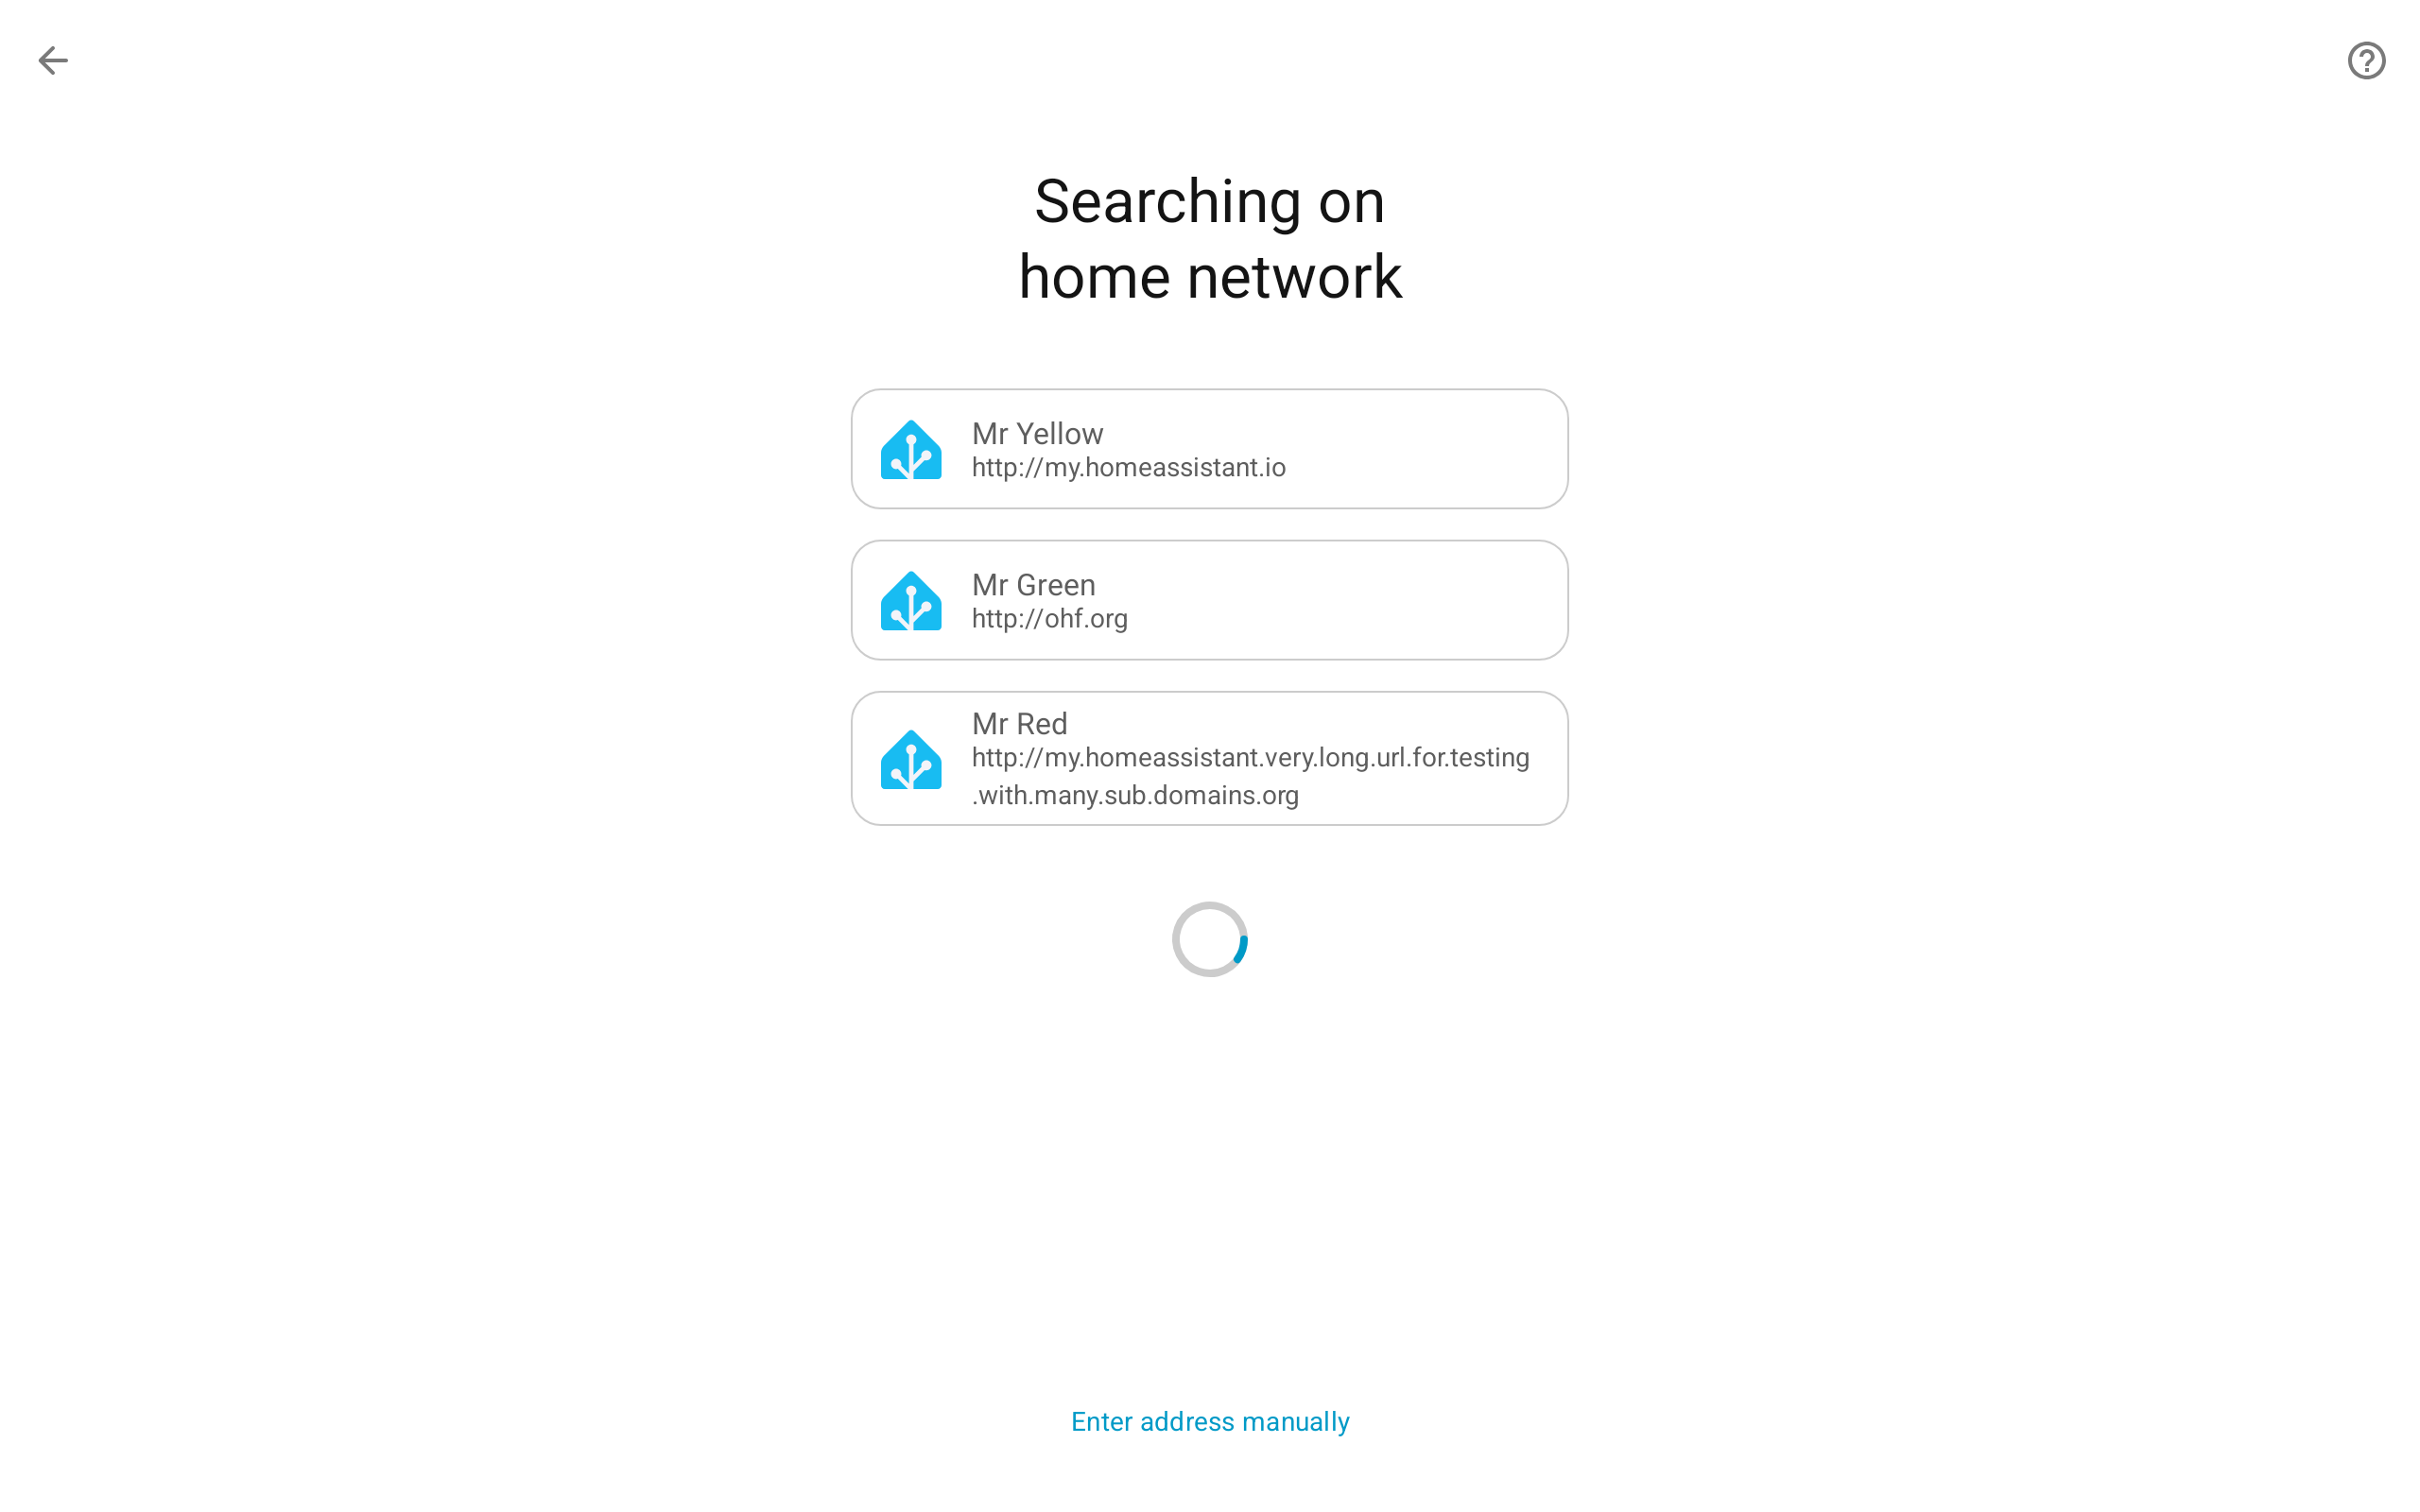 Searching on
home network
Mr Yellow
http://my.homeassistant.io
Mr Green
http://ohf.org
Mr Red
http://my.homeassistant.very.long.url.for.testing
.with.many.sub.domains.org
Enter address manually